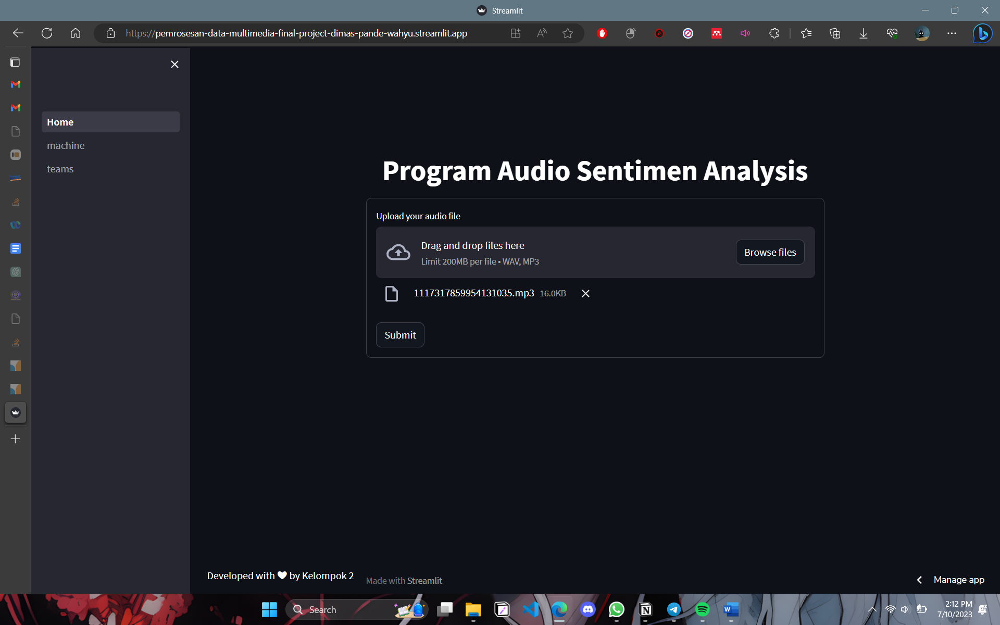 Streamlit
https://pemrosesan-data-multimedia-final-project-dimas-pande-wahyu.streamlit.app
Home
machine
teams
Program Audio Sentimen Analysis
Upload your audio file
Drag and drop files here
Limit 200MB per file • WAV, MP3
Browse files
1117317859954131035.mp3 16.0KB
Submit
Developed with 🤍 by Kelompok 2
Made with Streamlit
Manage app
Search
2:12 PM
7/10/2023